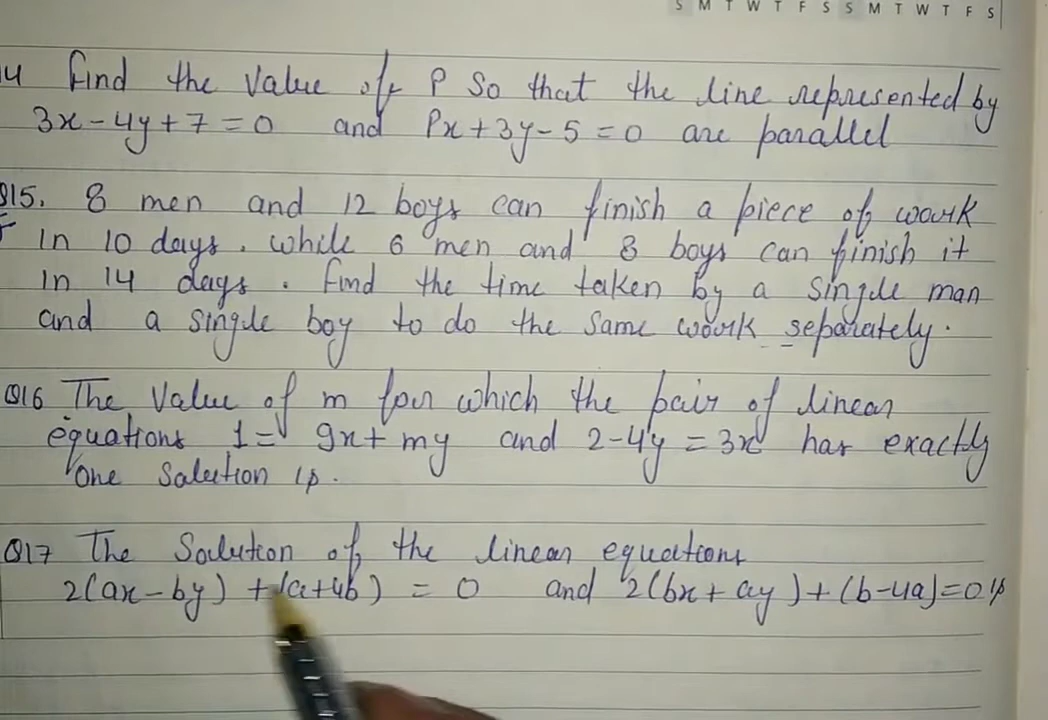 S M T W T F S S M T W T F S
14 Find the value of P So that the line represented by
3x-4y+7=0 and Px+3y-5=0 are parallel
Q15. 8 men and 12 boys can finish a piece of work
in 10 days. while 6 men and 8 boys can finish it
in 14 days. Find the time taken by a single man
and a single boy to do the same work separately.
Q16 The Value of m for which the pair of linear
equations 1= 9x+my and 2-4y=3x has exactly
one solution is.
Q17 The Solution of the linear equations
2(ax-by)+(a+4b) = 0 and 2(bx+ay)+(b-4a)=0 is